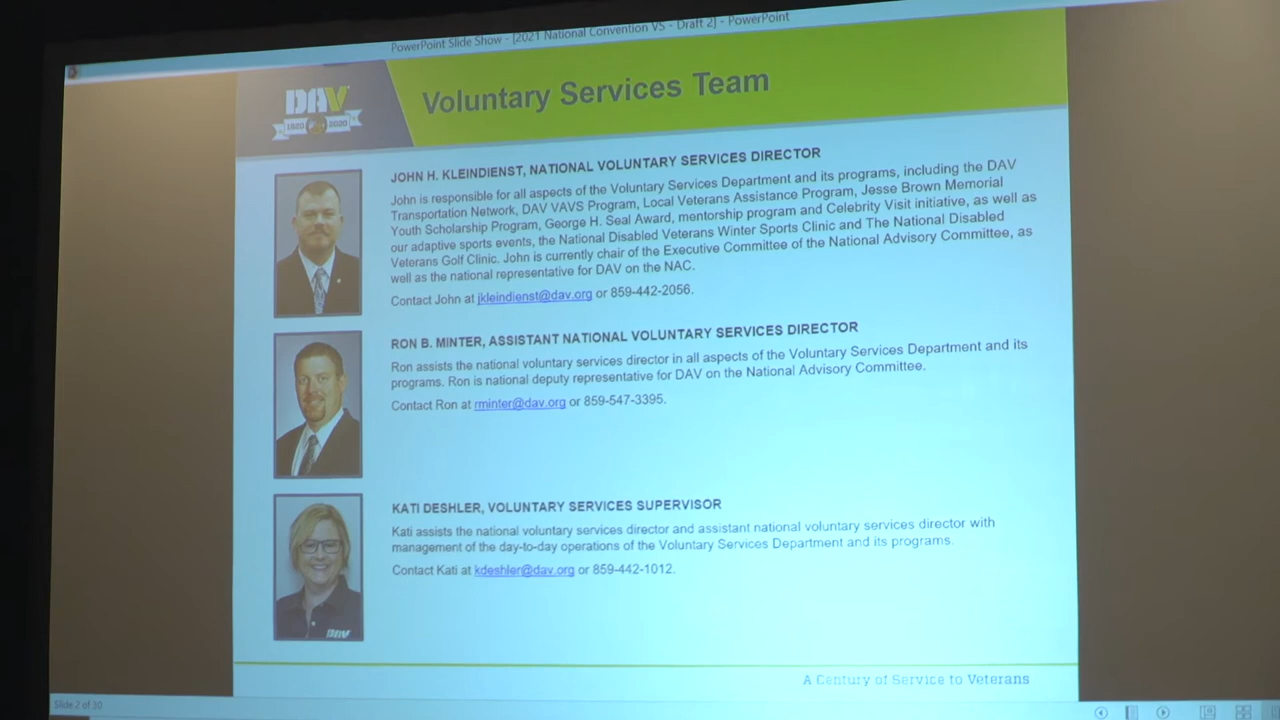 PowerPoint Slide Show - [2021 National Convention VS - Draft 2] - PowerPoint
DAV
1920 2020
Voluntary Services Team
JOHN H. KLEINDIENST, NATIONAL VOLUNTARY SERVICES DIRECTOR
John is responsible for all aspects of the Voluntary Services Department and its programs, including the DAV
Transportation Network, DAV VAVS Program, Local Veterans Assistance Program, Jesse Brown Memorial
Youth Scholarship Program, George H. Seal Award, mentorship program and Celebrity Visit initiative, as well as
our adaptive sports events, the National Disabled Veterans Winter Sports Clinic and The National Disabled
Veterans Golf Clinic. John is currently chair of the Executive Committee of the National Advisory Committee, as
well as the national representative for DAV on the NAC.
Contact John at jkleindienst@dav.org or 859-442-2056.
RON B. MINTER, ASSISTANT NATIONAL VOLUNTARY SERVICES DIRECTOR
Ron assists the national voluntary services director in all aspects of the Voluntary Services Department and its
programs. Ron is national deputy representative for DAV on the National Advisory Committee.
Contact Ron at rminter@dav.org or 859-547-3395.
KATI DESHLER, VOLUNTARY SERVICES SUPERVISOR
Kati assists the national voluntary services director and assistant national voluntary services director with
management of the day-to-day operations of the Voluntary Services Department and its programs.
Contact Kati at kdeshler@dav.org or 859-442-1012.
DAV
A Century of Service to Veterans
Slide 2 of 30